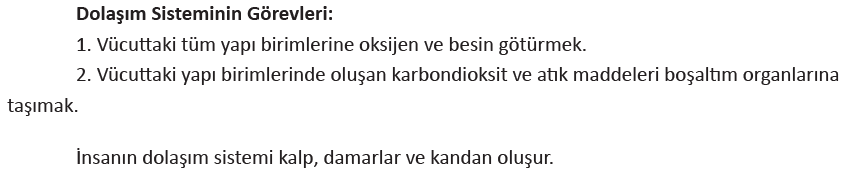 Dolaşım Sisteminin Görevleri:
1. Vücuttaki tüm yapı birimlerine oksijen ve besin götürmek.
2. Vücuttaki yapı birimlerinde oluşan karbondioksit ve atık maddeleri boşaltım organlarına
taşımak.
İnsanın dolaşım sistemi kalp, damarlar ve kandan oluşur.